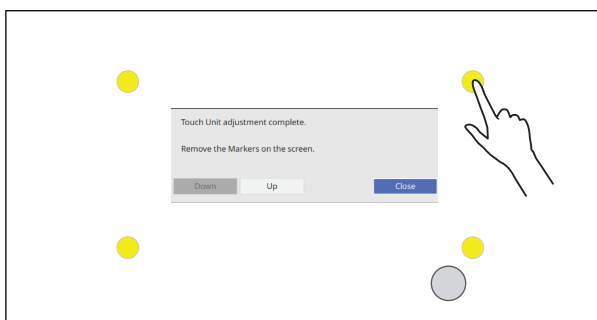 Touch Unit adjustment complete.
Remove the Markers on the screen.
Down Up Close